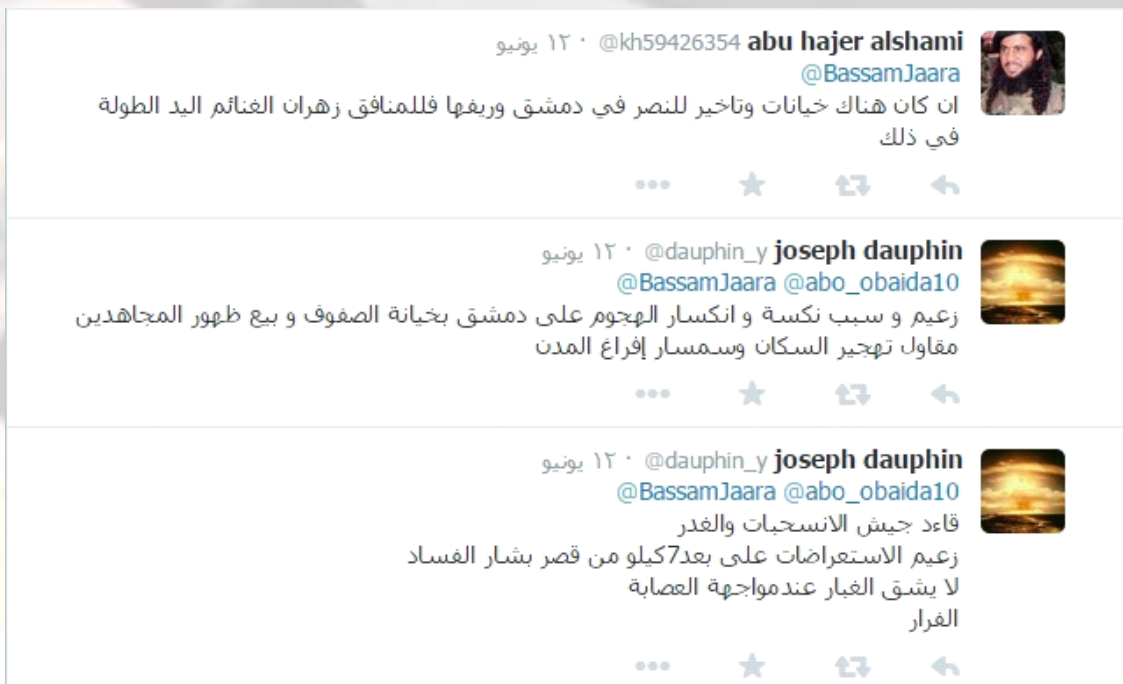 abu hajer alshami @kh59426354 · ١٢ يونيو
@BassamJaara
ان كان هناك خيانات وتاخير للنصر في دمشق وريفها فللمنافق زهران الغنائم اليد الطولة
في ذلك
joseph dauphin @dauphin_y · ١٢ يونيو
@BassamJaara @abo_obaida10
زعيم و سبب نكسة و انكسار الهجوم على دمشق بخيانة الصفوف و بيع ظهور المجاهدين
مقاول تهجير السكان وسمسار إفراغ المدن
joseph dauphin @dauphin_y · ١٢ يونيو
@BassamJaara @abo_obaida10
قاءد جيش الانسحبات والغدر
زعيم الاستعراضات على بعد7كيلو من قصر بشار الفساد
لا يشق الغبار عندمواجهة العصابة
الفرار